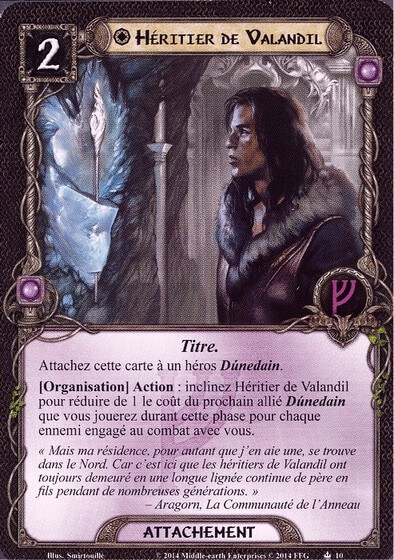 2
Héritier de Valandil
Titre.
Attachez cette carte à un héros Dúnedain.
[Organisation] Action : inclinez Héritier de Valandil
pour réduire de 1 le coût du prochain allié Dúnedain
que vous jouerez durant cette phase pour chaque
ennemi engagé au combat avec vous.
« Mais ma résidence, pour autant que j'en aie une, se trouve
dans le Nord. Car c'est ici que les héritiers de Valandil ont
toujours demeuré en une longue lignée continue de père en
fils pendant de nombreuses générations. »
– Aragorn, La Communauté de l'Anneau
Attachement
Illus. Smirtouille © 2014 Middle-earth Enterprises © 2014 FFG 10